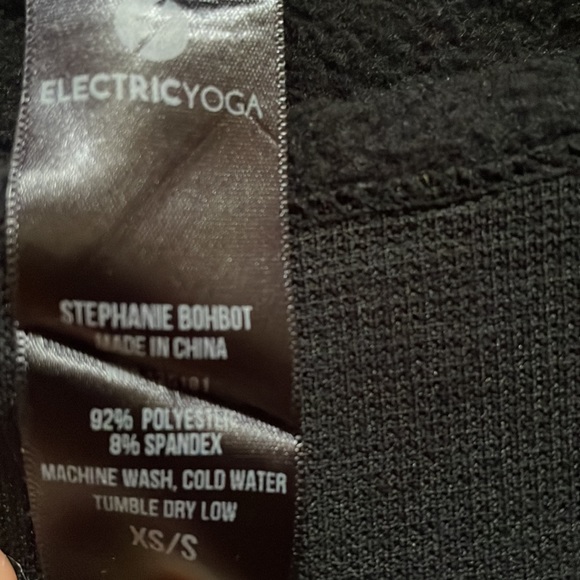 ELECTRICYOGA
STEPHANIE BOHBOT
MADE IN CHINA
92% POLYESTER
8% SPANDEX
MACHINE WASH, COLD WATER
TUMBLE DRY LOW
XS/S